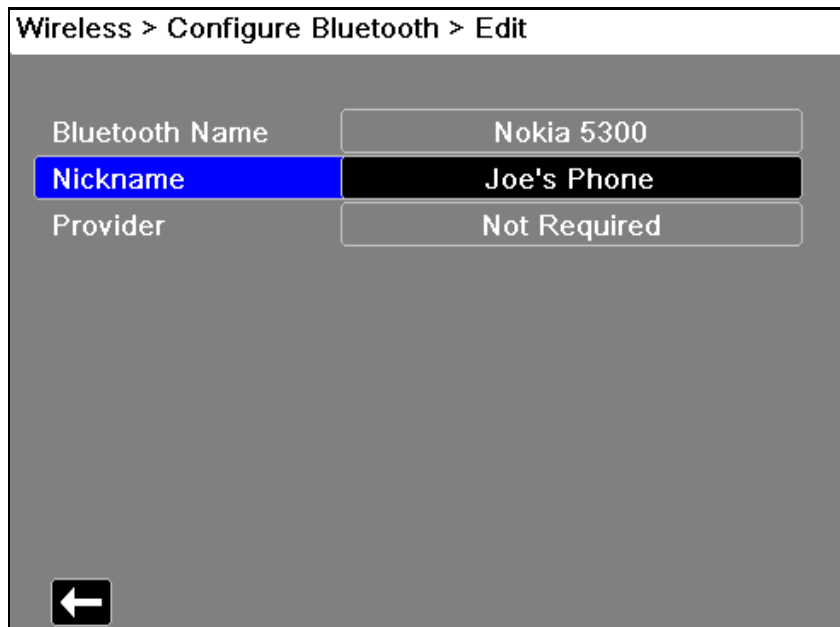 Wireless > Configure Bluetooth > Edit
Bluetooth Name Nokia 5300
Nickname Joe's Phone
Provider Not Required